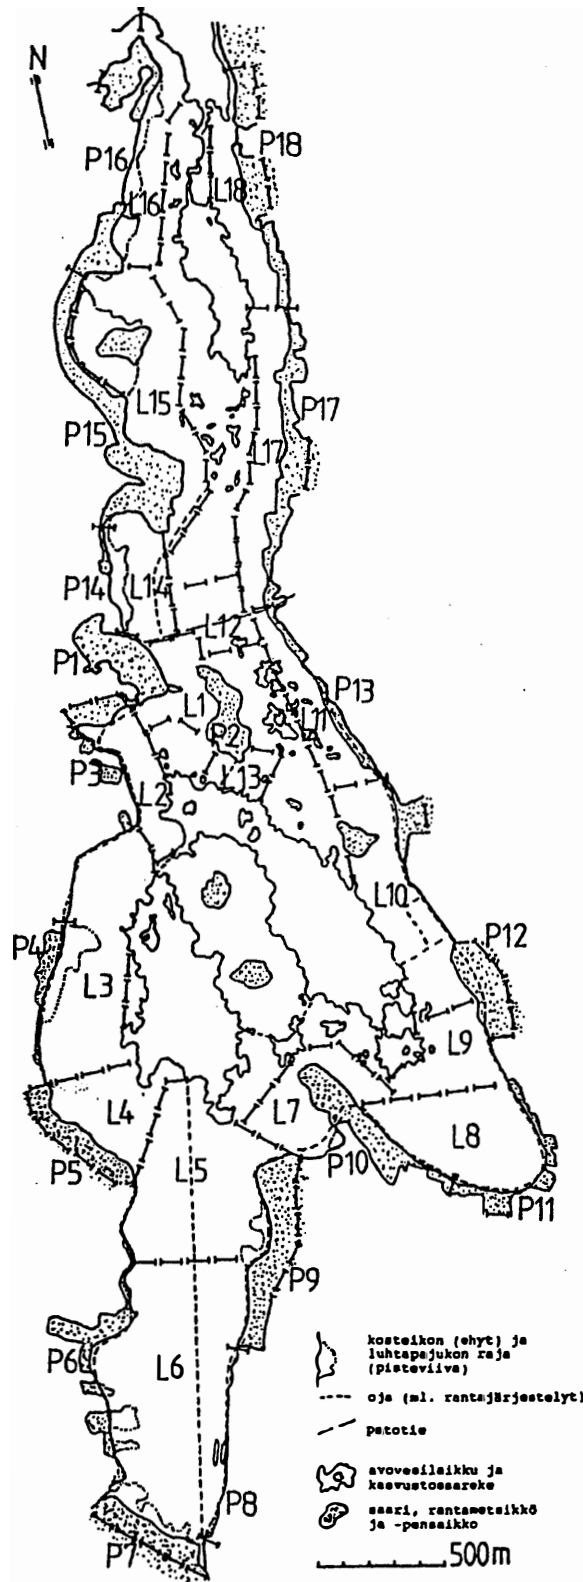 N
P16
P18
L16
L18
L15
P15
P17
L17
P14
L14
L12
P1
L1
P13
L11
P2
P3
L13
L2
L10
P4
P12
L3
L9
L4
L7
L8
P5
L5
P10
P11
P9
P6
L6
P8
P7
kosteikon (ehyt) ja
luhtapajukon raja
(pisteviiva)
oja (ml. rantajärjestelyt)
patotie
avovesilaikku ja
kasvustosaareke
saari, rantametsikkö
ja -pensaikko
500m